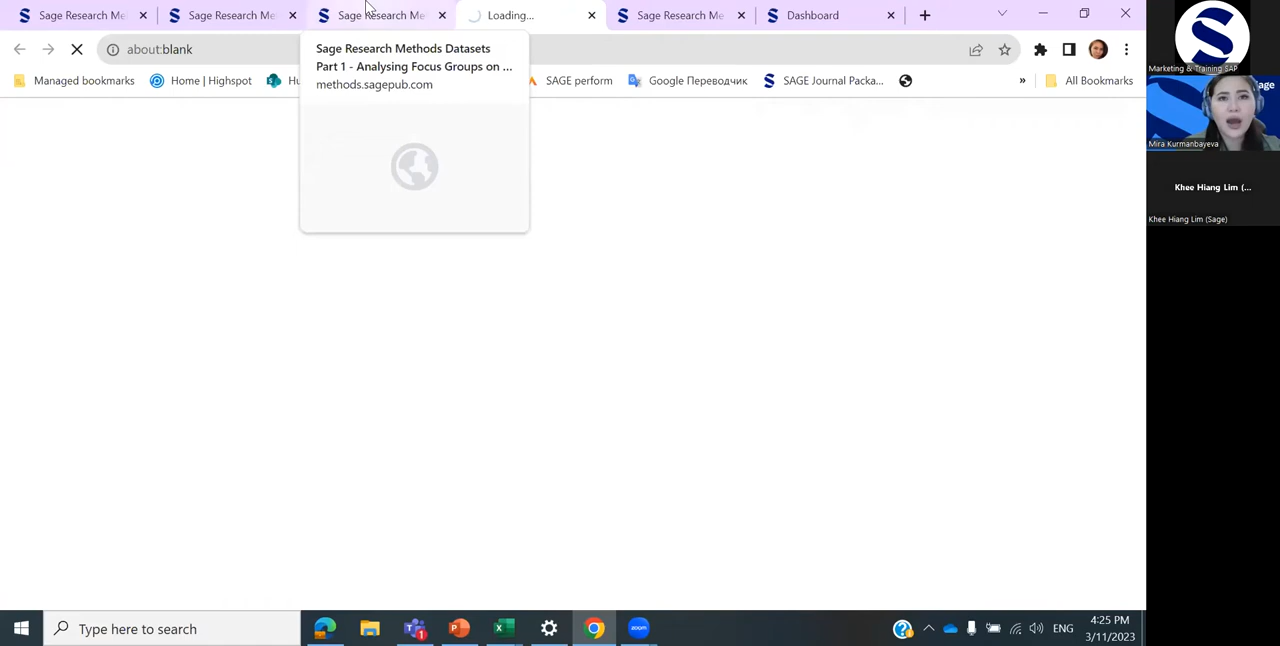 Sage Research Me
Sage Research Me
Sage Research Me
Loading...
Sage Research Me
Dashboard
about:blank
Sage Research Methods Datasets
Part 1 - Analysing Focus Groups on ...
methods.sagepub.com
Managed bookmarks
Home | Highspot
Hu
SAGE perform
Google Переводчик
SAGE Journal Packa...
»
All Bookmarks
Marketing & Training SAP
age
Mira Kurmanbayeva
Khee Hiang Lim (...
Khee Hiang Lim (Sage)
Type here to search
1
zoom
ENG
4:25 PM
3/11/2023